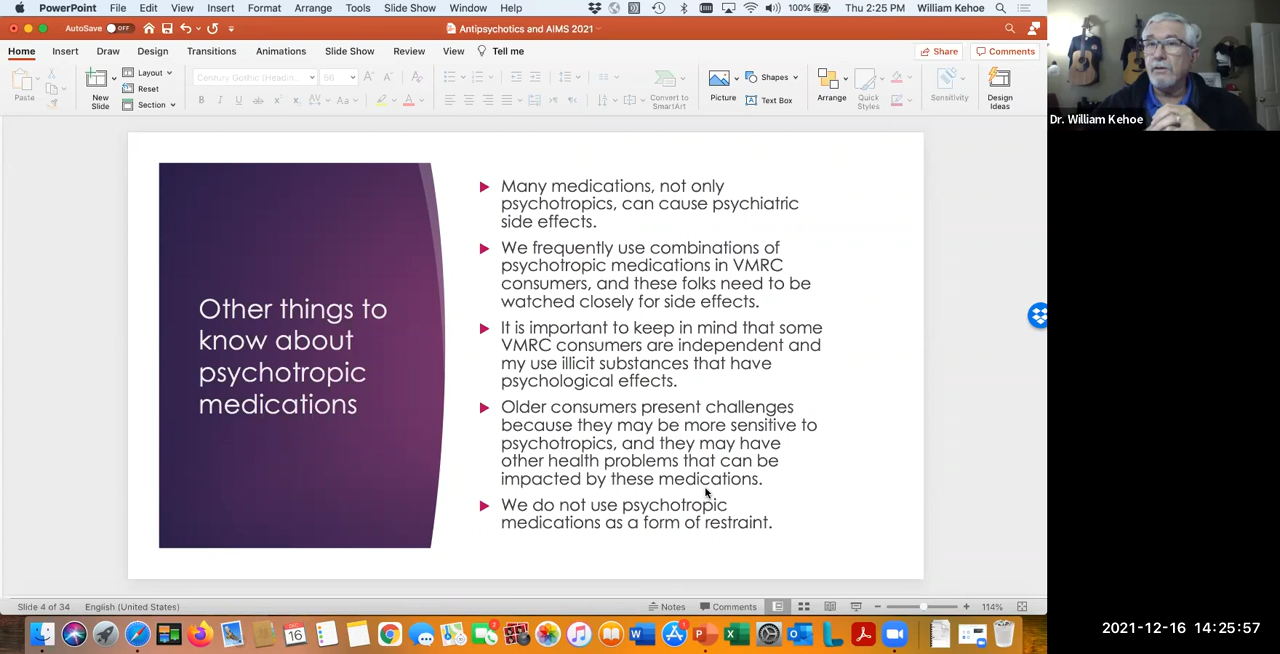 PowerPoint File Edit View Insert Format Arrange Tools Slide Show Window Help 100% Thu 2:25 PM William Kehoe
AutoSave OFF Antipsychotics and AIMS 2021
Home Insert Draw Design Transitions Animations Slide Show Review View Tell me Share Comments
Paste
New Slide
Layout
Reset
Section
Century Gothic (Headin... 56
Convert to SmartArt
Picture
Shapes
Text Box
Arrange
Quick Styles
Sensitivity
Design Ideas
Dr. William Kehoe
Other things to
know about
psychotropic
medications
Many medications, not only
psychotropics, can cause psychiatric
side effects.
We frequently use combinations of
psychotropic medications in VMRC
consumers, and these folks need to be
watched closely for side effects.
It is important to keep in mind that some
VMRC consumers are independent and
my use illicit substances that have
psychological effects.
Older consumers present challenges
because they may be more sensitive to
psychotropics, and they may have
other health problems that can be
impacted by these medications.
We do not use psychotropic
medications as a form of restraint.
Slide 4 of 34 English (United States) Notes Comments 114%
DEC
16
2021-12-16 14:25:57